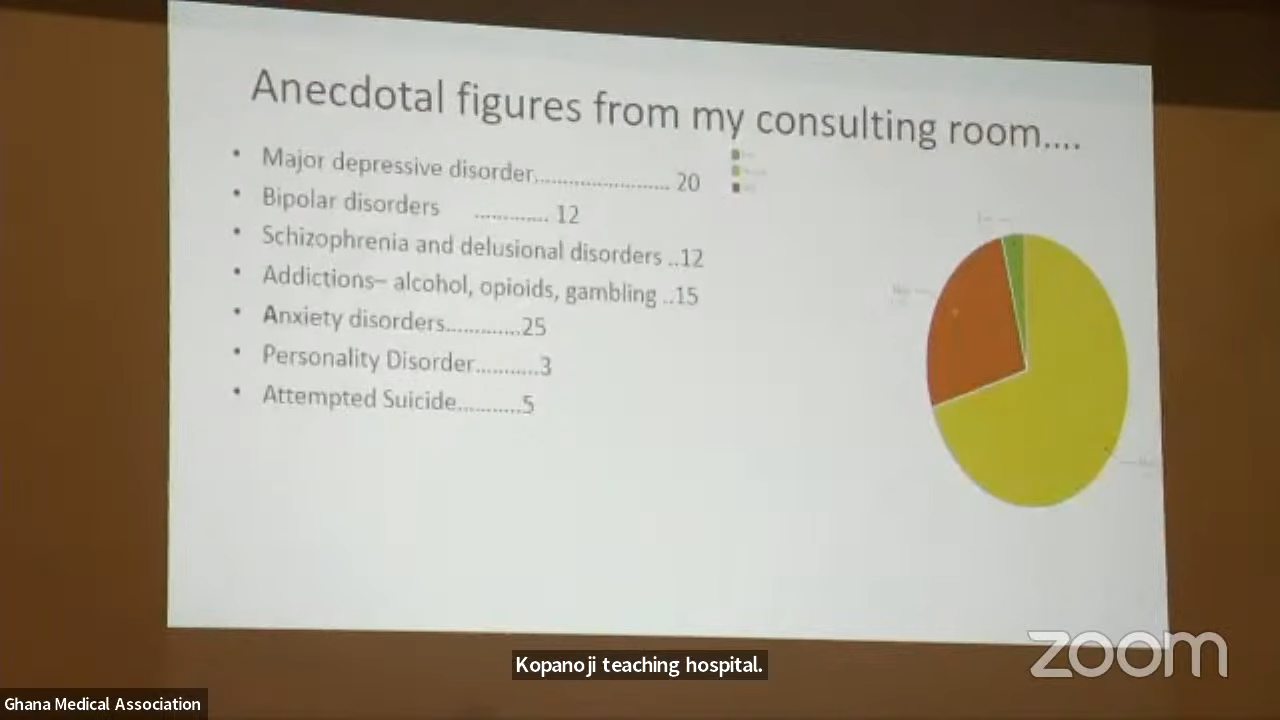 Anecdotal figures from my consulting room....
• Major depressive disorder........................ 20
• Bipolar disorders ............. 12
• Schizophrenia and delusional disorders ..12
• Addictions– alcohol, opioids, gambling ..15
• Anxiety disorders.............25
• Personality Disorder...........3
• Attempted Suicide...........5
Kopanoji teaching hospital.
zoom
Ghana Medical Association